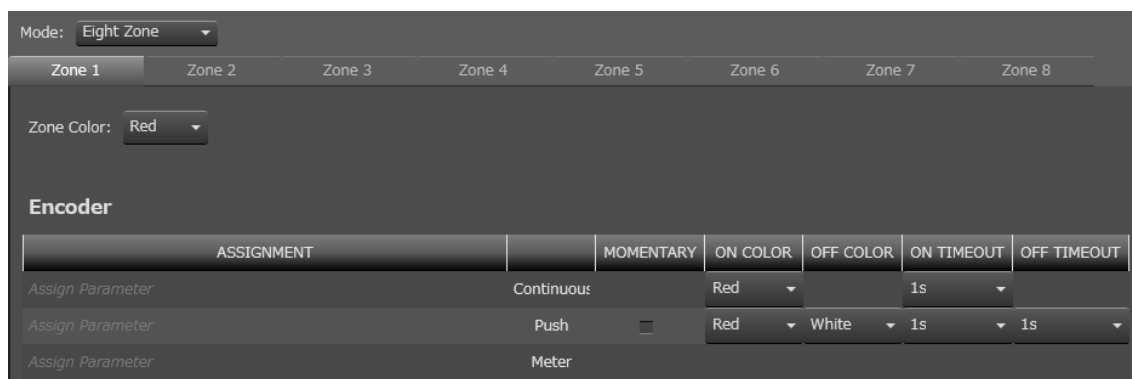 Mode: Eight Zone
Zone 1 Zone 2 Zone 3 Zone 4 Zone 5 Zone 6 Zone 7 Zone 8
Zone Color: Red
Encoder
ASSIGNMENT MOMENTARY ON COLOR OFF COLOR ON TIMEOUT OFF TIMEOUT
Assign Parameter Continuous Red 1s
Assign Parameter Push Red White 1s 1s
Assign Parameter Meter